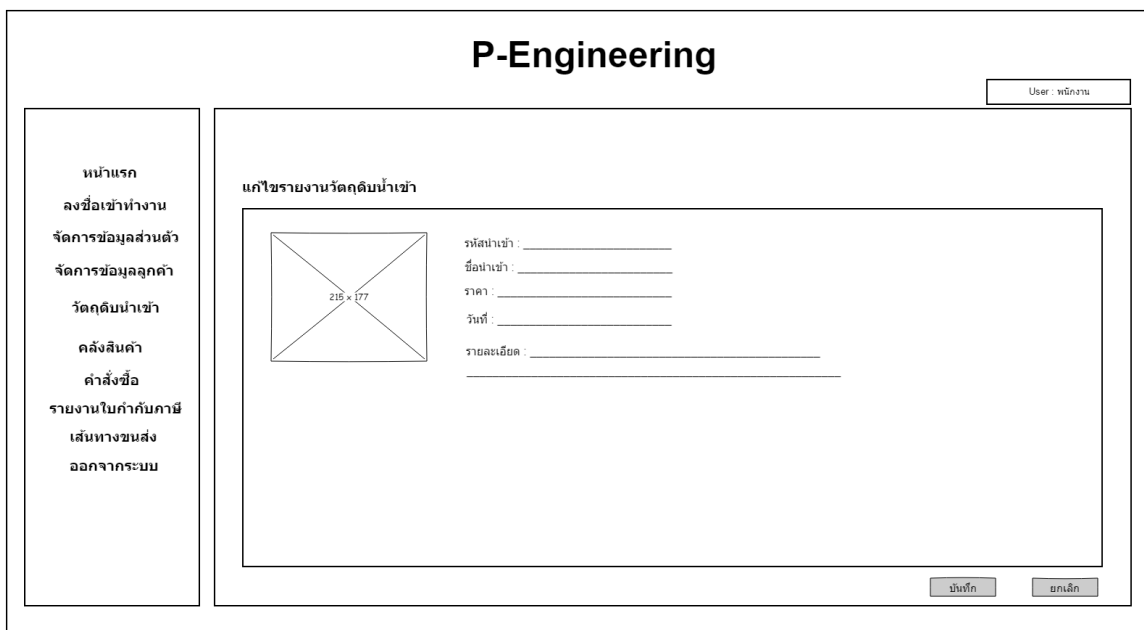 P-Engineering
User : พนักงาน
หน้าแรก
ลงชื่อเข้าทำงาน
จัดการข้อมูลส่วนตัว
จัดการข้อมูลลูกค้า
วัตถุดิบนำเข้า
คลังสินค้า
คำสั่งซื้อ
รายงานใบกำกับภาษี
เส้นทางขนส่ง
ออกจากระบบ
แก้ไขรายงานวัตถุดิบน้ำเข้า
215 x 177
รหัสนำเข้า : ________________________
ชื่อนำเข้า : _________________________
ราคา : ____________________________
วันที่ : ____________________________
รายละเอียด : _______________________________________________
_____________________________________________________________
บันทึก
ยกเลิก